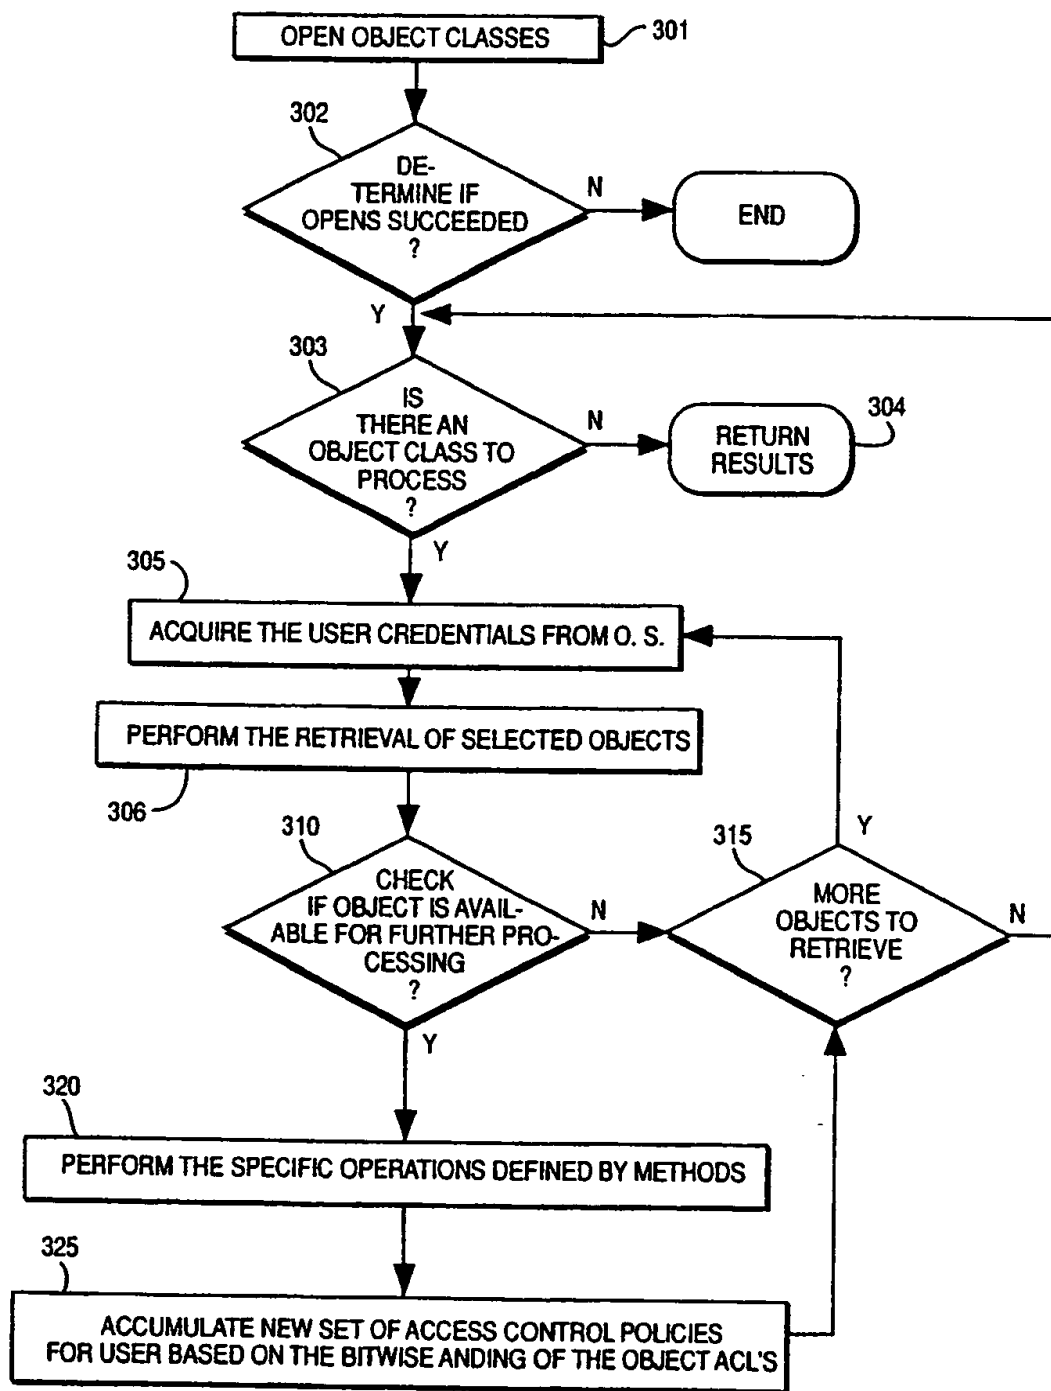 OPEN OBJECT CLASSES
301
302
DE-
TERMINE IF
OPENS SUCCEEDED
?
N
END
Y
303
IS
THERE AN
OBJECT CLASS TO
PROCESS
?
N
RETURN
RESULTS
304
Y
305
ACQUIRE THE USER CREDENTIALS FROM O. S.
PERFORM THE RETRIEVAL OF SELECTED OBJECTS
306
310
CHECK
IF OBJECT IS AVAIL-
ABLE FOR FURTHER PRO-
CESSING
?
N
Y
315
MORE
OBJECTS TO
RETRIEVE
?
Y
N
320
PERFORM THE SPECIFIC OPERATIONS DEFINED BY METHODS
325
ACCUMULATE NEW SET OF ACCESS CONTROL POLICIES
FOR USER BASED ON THE BITWISE ANDING OF THE OBJECT ACL'S